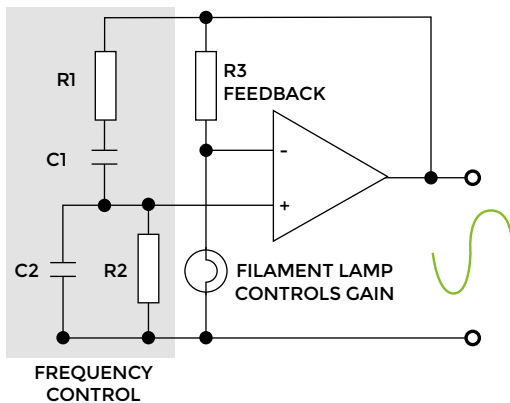 R1
R3
FEEDBACK
C1
-
+
C2
R2
FILAMENT LAMP
CONTROLS GAIN
FREQUENCY
CONTROL